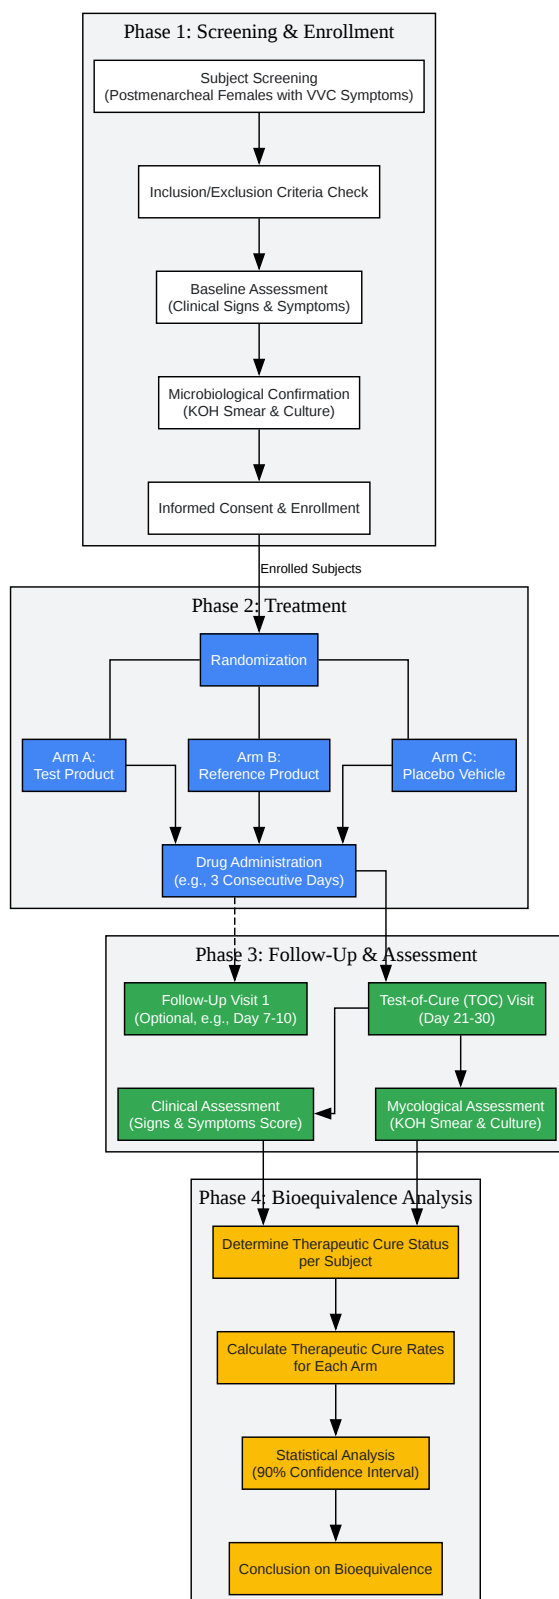 Phase 1: Screening & Enrollment
Subject Screening
(Postmenarcheal Females with VVC Symptoms)
Inclusion/Exclusion Criteria Check
Baseline Assessment
(Clinical Signs & Symptoms)
Microbiological Confirmation
(KOH Smear & Culture)
Informed Consent & Enrollment
Enrolled Subjects
Phase 2: Treatment
Randomization
Arm A:
Test Product
Arm B:
Reference Product
Arm C:
Placebo Vehicle
Drug Administration
(e.g., 3 Consecutive Days)
Phase 3: Follow-Up & Assessment
Follow-Up Visit 1
(Optional, e.g., Day 7-10)
Test-of-Cure (TOC) Visit
(Day 21-30)
Clinical Assessment
(Signs & Symptoms Score)
Mycological Assessment
(KOH Smear & Culture)
Phase 4: Bioequivalence Analysis
Determine Therapeutic Cure Status
per Subject
Calculate Therapeutic Cure Rates
for Each Arm
Statistical Analysis
(90% Confidence Interval)
Conclusion on Bioequivalence